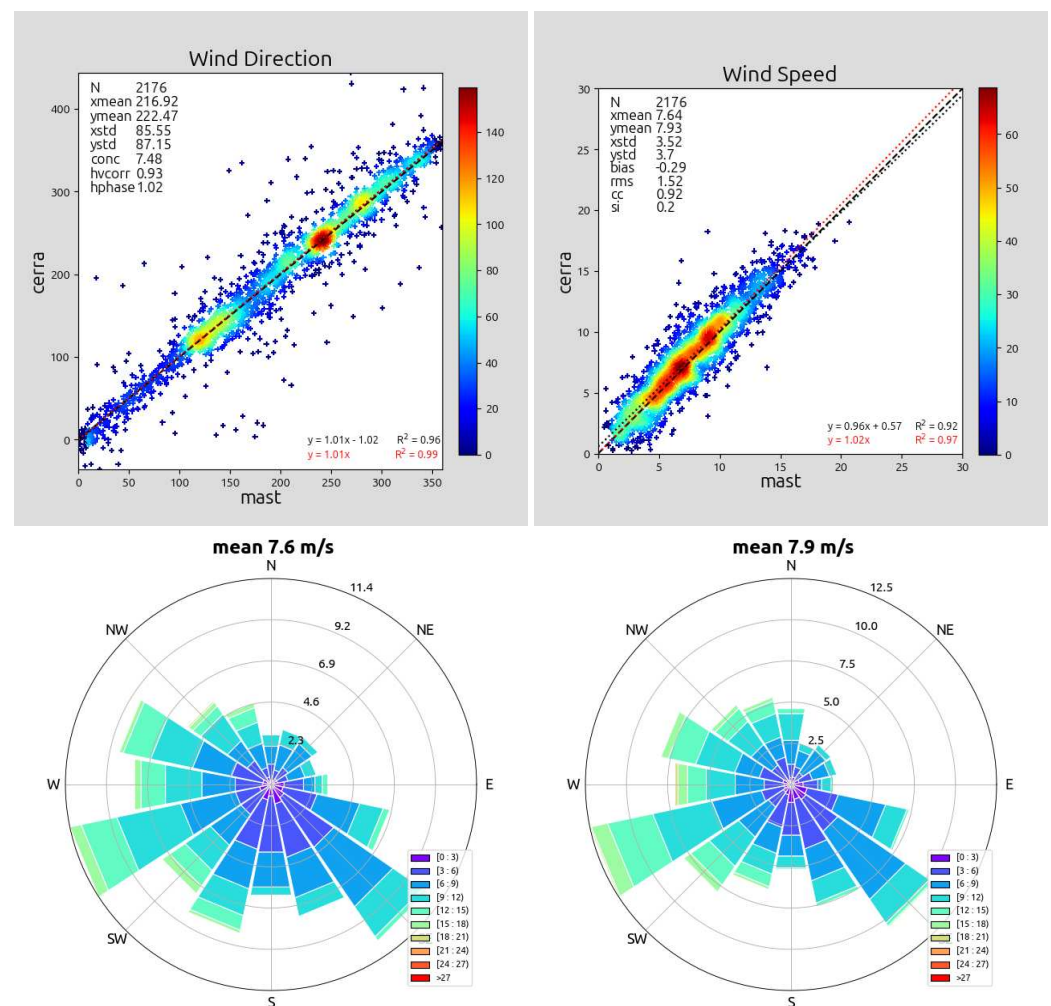 Wind Direction
N 2176
xmean 216.92
ymean 222.47
xstd 85.55
ystd 87.15
conc 7.48
hvcorr 0.93
hphase 1.02
400
300
200
100
0
cerra
y = 1.01x - 1.02 R² = 0.96
y = 1.01x R² = 0.99
0 50 100 150 200 250 300 350
mast
140
120
100
80
60
40
20
0
Wind Speed
N 2176
xmean 7.64
ymean 7.93
xstd 3.52
ystd 3.7
bias -0.29
rms 1.52
cc 0.92
si 0.2
30
25
20
15
10
5
0
cerra
y = 0.96x + 0.57 R² = 0.92
y = 1.02x R² = 0.97
0 5 10 15 20 25 30
mast
60
50
40
30
20
10
0
mean 7.6 m/s
N
NE
E
S
SW
W
NW
11.4
9.2
6.9
4.6
2.3
[0 : 3)
[3 : 6)
[6 : 9)
[9 : 12)
[12 : 15)
[15 : 18)
[18 : 21)
[21 : 24)
[24 : 27)
>27
mean 7.9 m/s
N
NE
E
S
SW
W
NW
12.5
10.0
7.5
5.0
2.5
[0 : 3)
[3 : 6)
[6 : 9)
[9 : 12)
[12 : 15)
[15 : 18)
[18 : 21)
[21 : 24)
[24 : 27)
>27